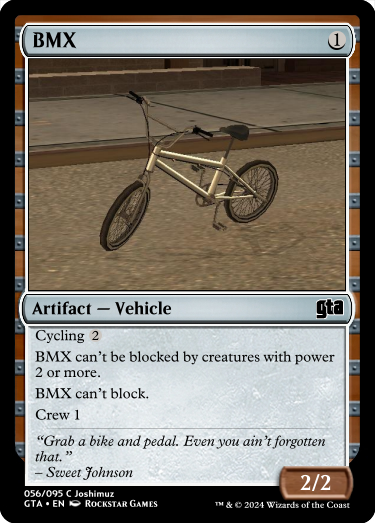 BMX 1
Artifact — Vehicle gta
Cycling 2
BMX can't be blocked by creatures with power
2 or more.
BMX can't block.
Crew 1
“Grab a bike and pedal. Even you ain't forgotten
that.”
– Sweet Johnson
2/2
056/095 C Joshimuz
GTA • EN Rockstar Games
™ & © 2024 Wizards of the Coast